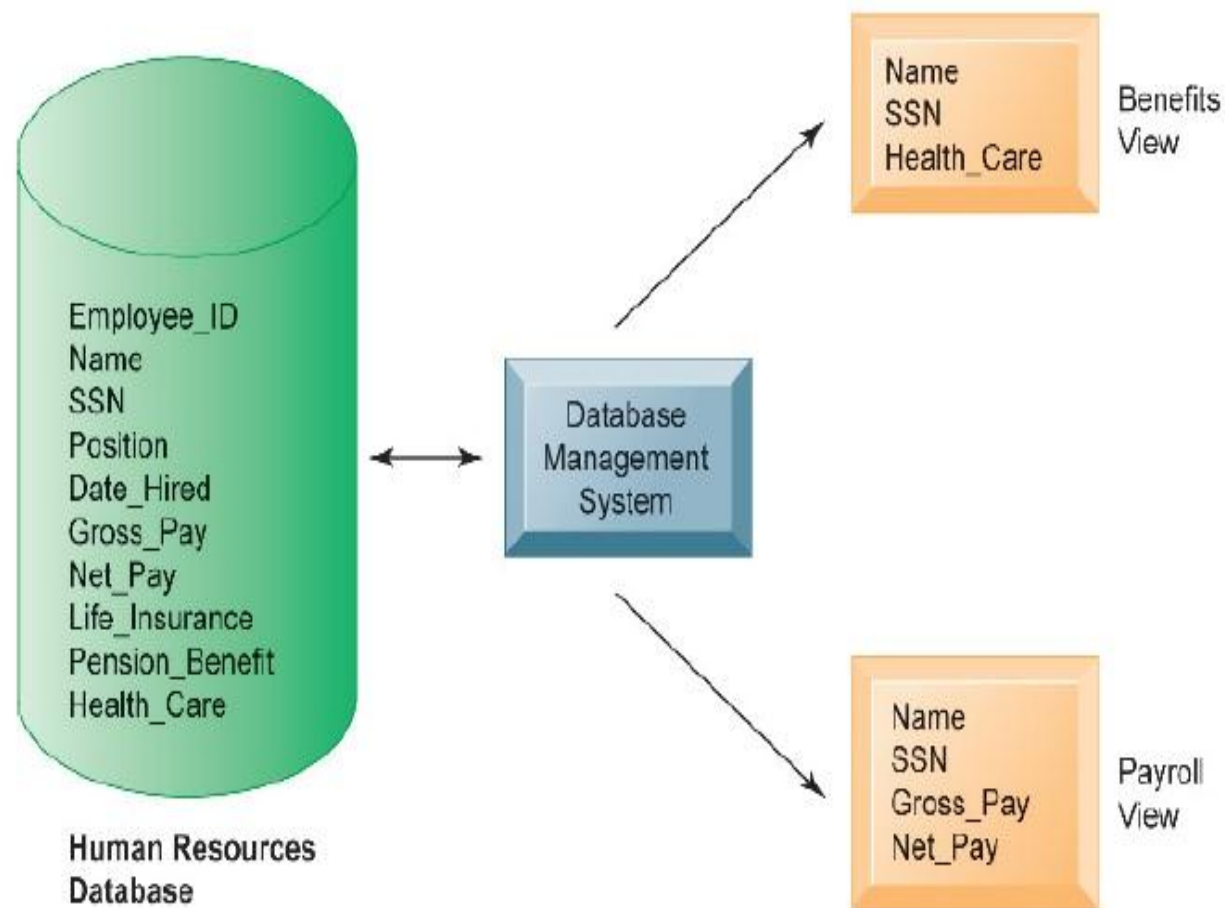 Employee_ID
Name
SSN
Position
Date_Hired
Gross_Pay
Net_Pay
Life_Insurance
Pension_Benefit
Health_Care
Human Resources
Database
Database
Management
System
Name
SSN
Health_Care
Benefits
View
Name
SSN
Gross_Pay
Net_Pay
Payroll
View